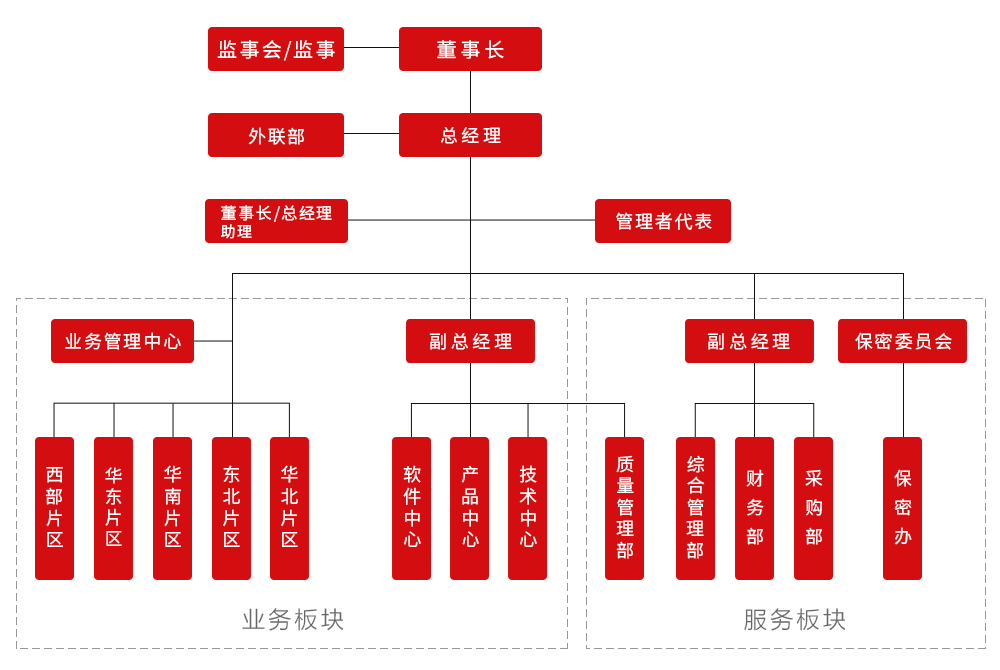 监事会/监事
董事长
外联部
总经理
董事长/总经理
助理
管理者代表
业务管理中心
副总经理
副总经理
保密委员会
西部片区
华东片区
华南片区
东北片区
华北片区
软件中心
产品中心
技术中心
质量管理部
综合管理部
财务部
采购部
保密办
业务板块
服务板块